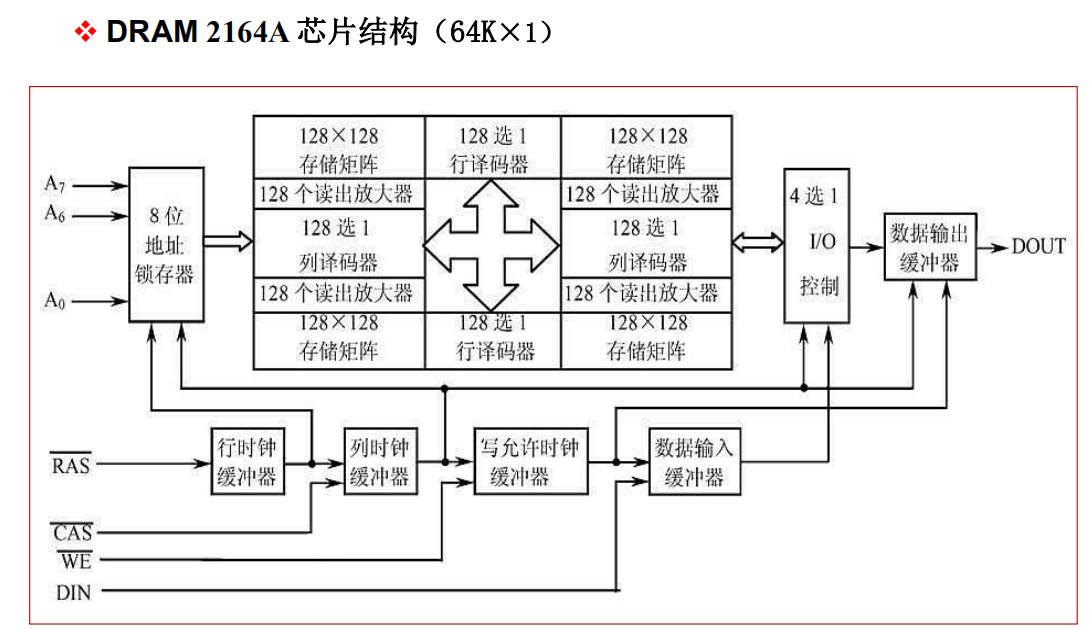 ❖ DRAM 2164A 芯片结构（64K×1）
A7
A6
A0
8位
地址
锁存器
128×128
存储矩阵
128 选 1
行译码器
128×128
存储矩阵
128 个读出放大器
128 个读出放大器
128 选 1
列译码器
128 选 1
列译码器
128 个读出放大器
128 个读出放大器
128×128
存储矩阵
128 选 1
行译码器
128×128
存储矩阵
4 选 1
I/O
控制
数据输出
缓冲器
DOUT
RAS
行时钟
缓冲器
列时钟
缓冲器
写允许时钟
缓冲器
数据输入
缓冲器
CAS
WE
DIN